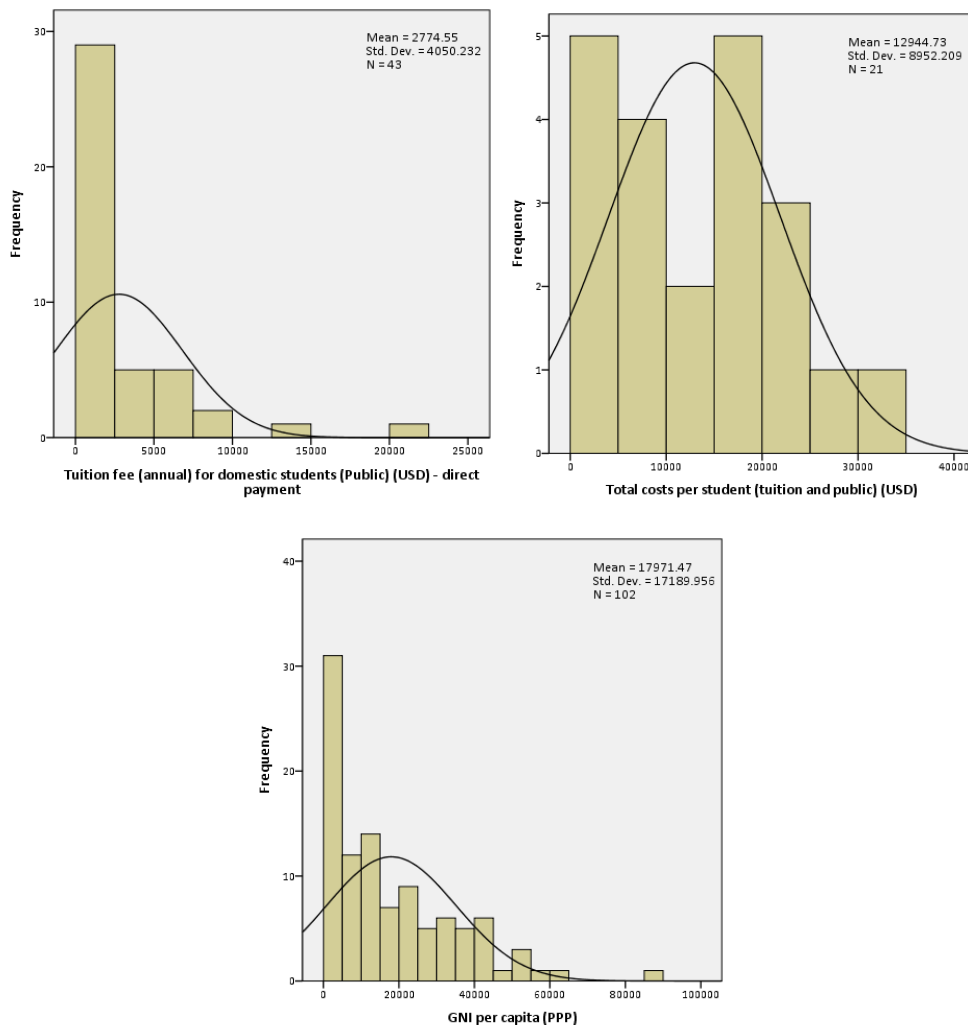 Mean = 2774.55
Std. Dev. = 4050.232
N = 43
30
20
10
0
Frequency
0 5000 10000 15000 20000 25000
Tuition fee (annual) for domestic students (Public) (USD) - direct
payment
Mean = 12944.73
Std. Dev. = 8952.209
N = 21
5
4
3
2
1
0
Frequency
0 10000 20000 30000 40000
Total costs per student (tuition and public) (USD)
Mean = 17971.47
Std. Dev. = 17189.956
N = 102
40
30
20
10
0
Frequency
0 20000 40000 60000 80000 100000
GNI per capita (PPP)